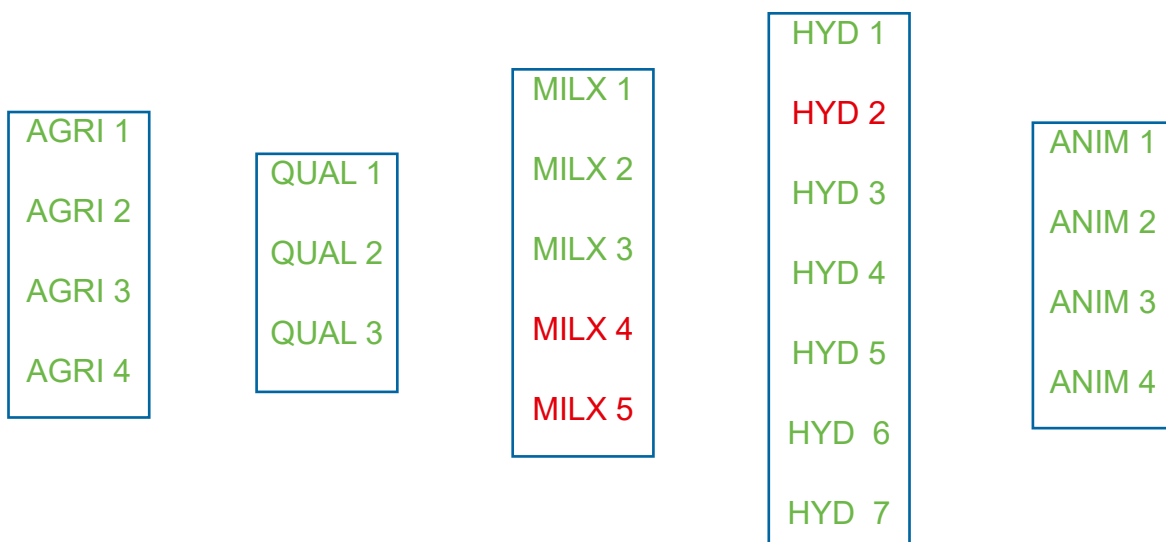 AGRI 1
AGRI 2
AGRI 3
AGRI 4
QUAL 1
QUAL 2
QUAL 3
MILX 1
MILX 2
MILX 3
MILX 4
MILX 5
HYD 1
HYD 2
HYD 3
HYD 4
HYD 5
HYD  6
HYD  7
ANIM 1
ANIM 2
ANIM 3
ANIM 4